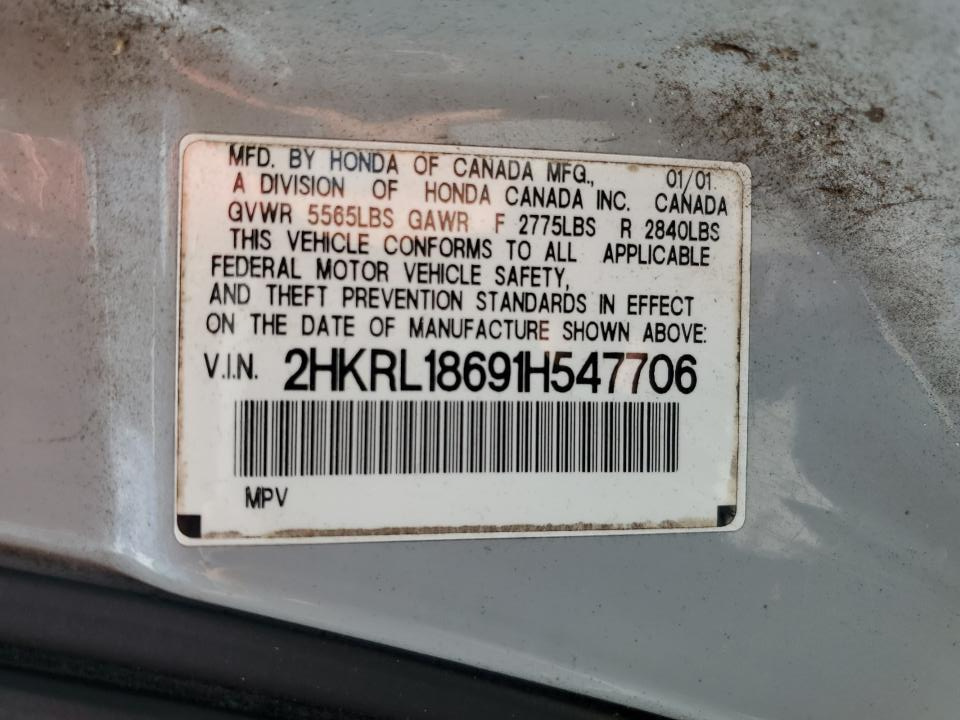 MFD. BY HONDA OF CANADA MFG., 01/01
A DIVISION OF HONDA CANADA INC. CANADA
GVWR 5565LBS GAWR F 2775LBS R 2840LBS
THIS VEHICLE CONFORMS TO ALL APPLICABLE
FEDERAL MOTOR VEHICLE SAFETY,
AND THEFT PREVENTION STANDARDS IN EFFECT
ON THE DATE OF MANUFACTURE SHOWN ABOVE:
V.I.N. 2HKRL18691H547706
MPV